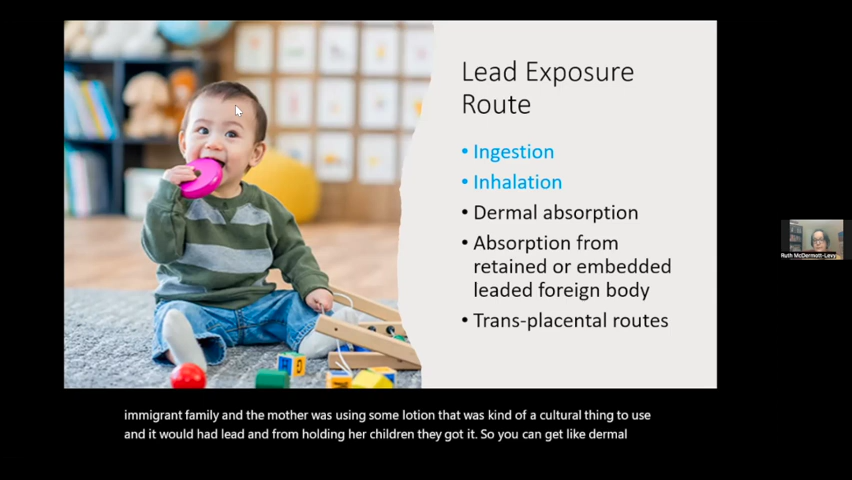 Lead Exposure
Route
• Ingestion
• Inhalation
• Dermal absorption
• Absorption from
retained or embedded
leaded foreign body
• Trans-placental routes
Ruth McDermott-Levy
immigrant family and the mother was using some lotion that was kind of a cultural thing to use
and it would had lead and from holding her children they got it. So you can get like dermal